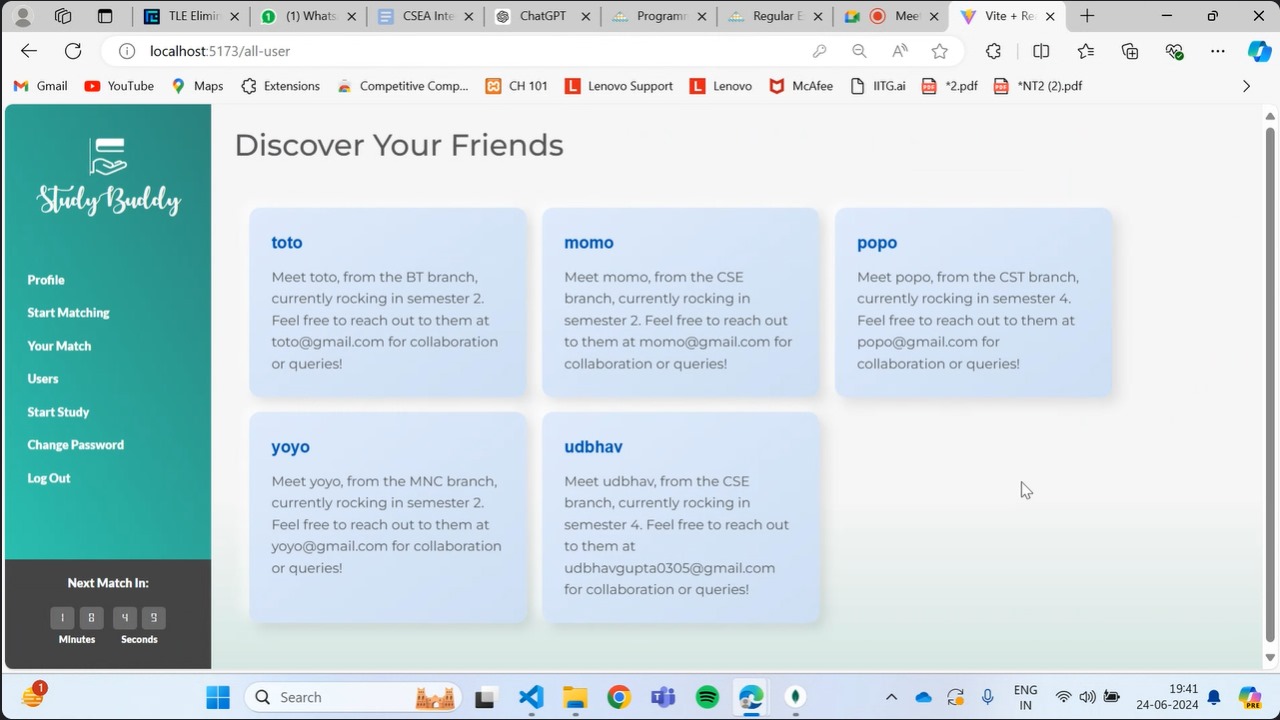 TLE Elimin
(1) Whats
CSEA Inte
ChatGPT
Programm
Regular E
Meet
Vite + Rea
localhost:5173/all-user
Gmail
YouTube
Maps
Extensions
Competitive Comp...
CH 101
Lenovo Support
Lenovo
McAfee
IITG.ai
*2.pdf
*NT2 (2).pdf
Study Buddy
Profile
Start Matching
Your Match
Users
Start Study
Change Password
Log Out
Next Match In:
1 8 4 9
Minutes Seconds
Discover Your Friends
toto
Meet toto, from the BT branch,
currently rocking in semester 2.
Feel free to reach out to them at
toto@gmail.com for collaboration
or queries!
momo
Meet momo, from the CSE
branch, currently rocking in
semester 2. Feel free to reach out
to them at momo@gmail.com for
collaboration or queries!
popo
Meet popo, from the CST branch,
currently rocking in semester 4.
Feel free to reach out to them at
popo@gmail.com for
collaboration or queries!
yoyo
Meet yoyo, from the MNC branch,
currently rocking in semester 2.
Feel free to reach out to them at
yoyo@gmail.com for collaboration
or queries!
udbhav
Meet udbhav, from the CSE
branch, currently rocking in
semester 4. Feel free to reach out
to them at
udbhavgupta0305@gmail.com
for collaboration or queries!
1
Search
ENG
IN
19:41
24-06-2024
PRE